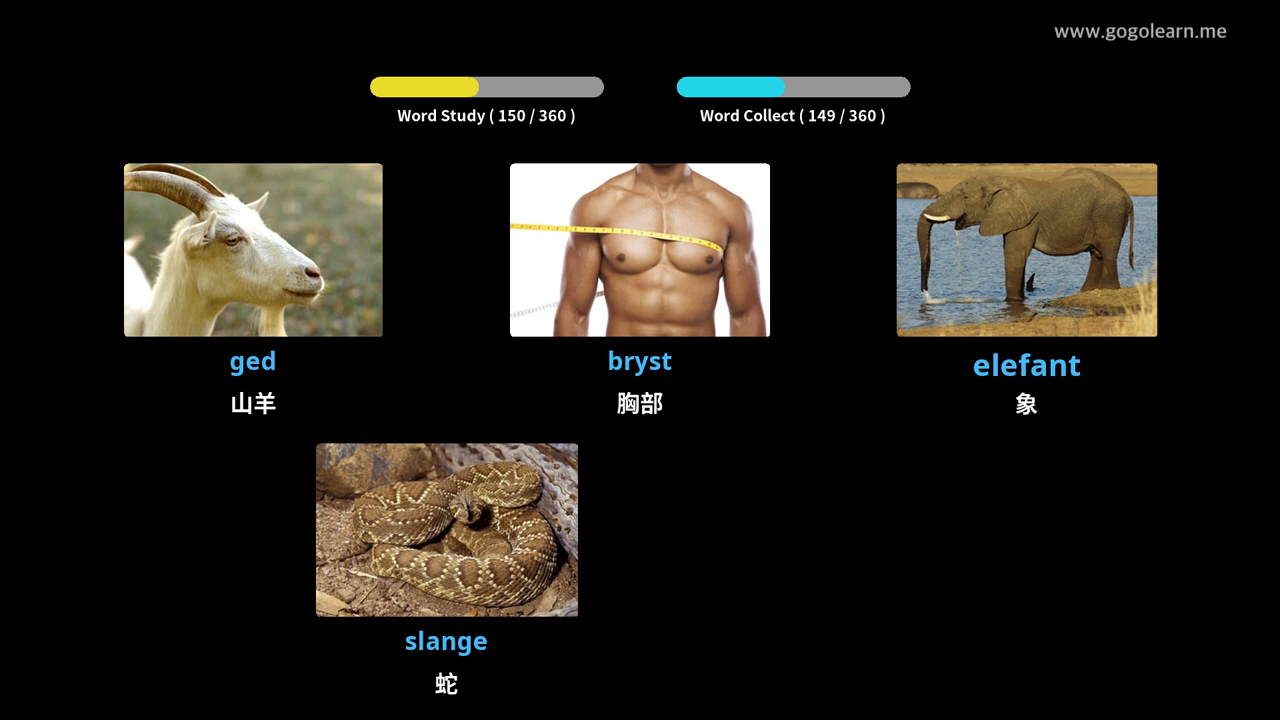 www.gogolearn.me
Word Study ( 150 / 360 )
Word Collect ( 149 / 360 )
ged
山羊
bryst
胸部
elefant
象
slange
蛇